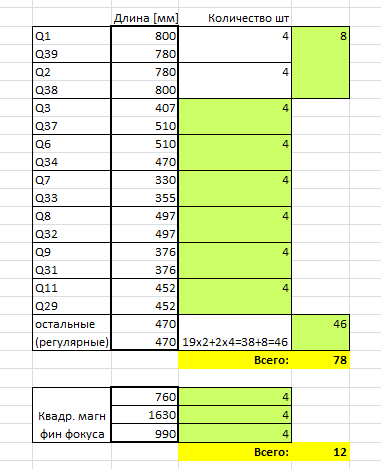 Длина [мм] Количество шт
Q1 800 4 8
Q39 780
Q2 780 4
Q38 800
Q3 407 4
Q37 510
Q6 510 4
Q34 470
Q7 330 4
Q33 355
Q8 497 4
Q32 497
Q9 376 4
Q31 376
Q11 452 4
Q29 452
остальные 470 46
(регулярные) 470 19x2+2x4=38+8=46
Всего: 78
760 4
Квадр. магн 1630 4
фин фокуса 990 4
Всего: 12